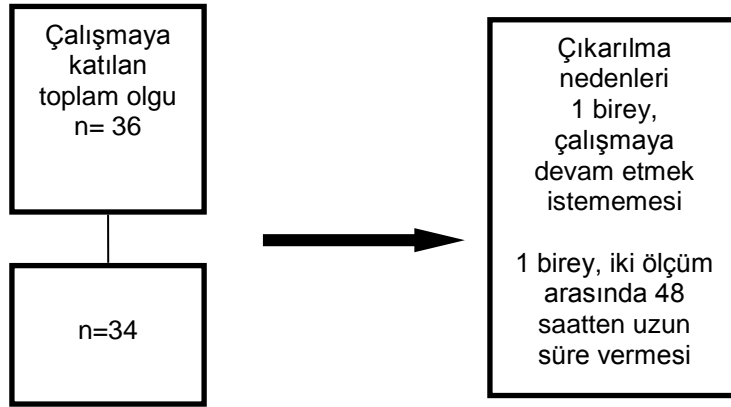 Çalışmaya
katılan
toplam olgu
n= 36
n=34
Çıkarılma
nedenleri
1 birey,
çalışmaya
devam etmek
istememesi
1 birey, iki ölçüm
arasında 48
saatten uzun
süre vermesi